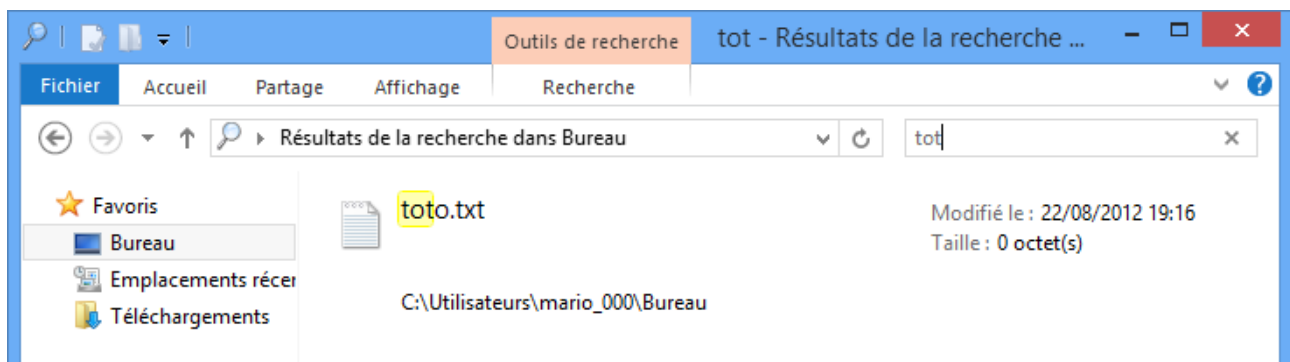 Outils de recherche
tot - Résultats de la recherche ...
Fichier Accueil Partage Affichage Recherche
Résultats de la recherche dans Bureau
tot
Favoris
Bureau
Emplacements récer
Téléchargements
toto.txt
Modifié le : 22/08/2012 19:16
Taille : 0 octet(s)
C:\Utilisateurs\mario_000\Bureau